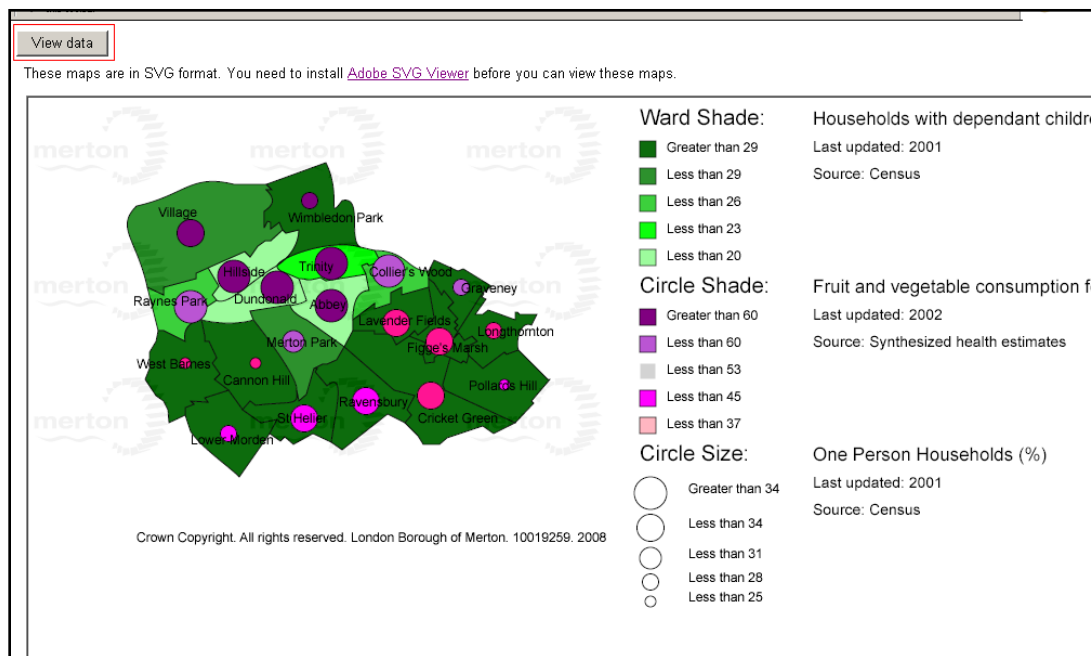 View data
These maps are in SVG format. You need to install Adobe SVG Viewer before you can view these maps.
merton merton merton
merton merton merton
merton merton merton
Village
Wimbledon Park
Hillside
Trinity
Collier's Wood
Raynes Park
Dundonald
Abbey
Graveney
Lavender Fields
Longthornton
Merton Park
Figge's Marsh
West Barnes
Cannon Hill
Pollards Hill
Ravensbury
St Helier
Cricket Green
Lower Morden
Crown Copyright. All rights reserved. London Borough of Merton. 10019259. 2008
Ward Shade: Households with dependant childre
Greater than 29 Last updated: 2001
Less than 29 Source: Census
Less than 26
Less than 23
Less than 20
Circle Shade: Fruit and vegetable consumption f
Greater than 60 Last updated: 2002
Less than 60 Source: Synthesized health estimates
Less than 53
Less than 45
Less than 37
Circle Size: One Person Households (%)
Greater than 34 Last updated: 2001
Less than 34 Source: Census
Less than 31
Less than 28
Less than 25